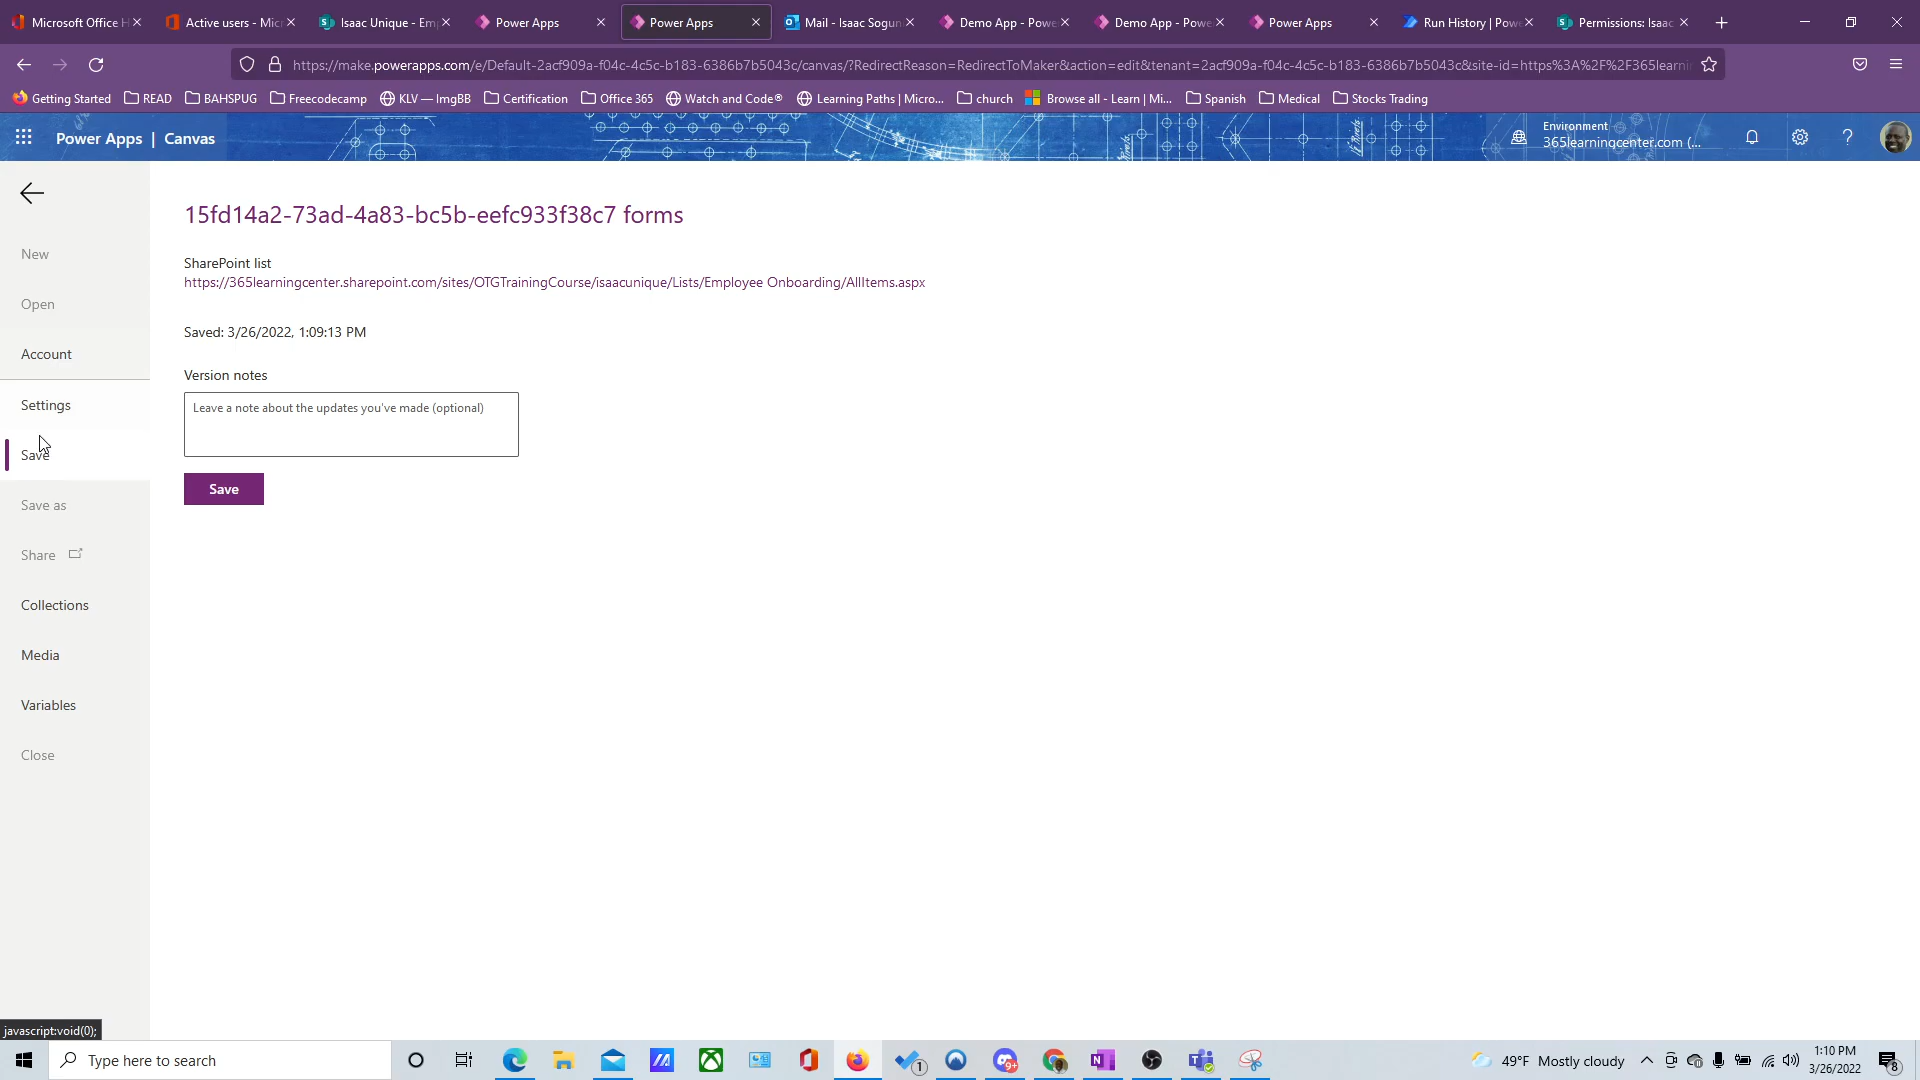 Microsoft Office H
Active users - Micr
Isaac Unique - Emp
Power Apps
Power Apps
Mail - Isaac Sogun
Demo App - Power
Demo App - Power
Power Apps
Run History | Powe
Permissions: Isaac
https://make.powerapps.com/e/Default-2acf909a-f04c-4c5c-b183-6386b7b5043c/canvas/?RedirectReason=RedirectToMaker&action=edit&tenant=2acf909a-f04c-4c5c-b183-6386b7b5043c&site-id=https%3A%2F%2F365learni
Getting Started
READ
BAHSPUG
Freecodecamp
KLV — ImgBB
Certification
Office 365
Watch and Code®
Learning Paths | Micro...
church
Browse all - Learn | Mi...
Spanish
Medical
Stocks Trading
Power Apps | Canvas
Environment
365learningcenter.com (...
New
Open
Account
Settings
Save
Save as
Share
Collections
Media
Variables
Close
15fd14a2-73ad-4a83-bc5b-eefc933f38c7 forms
SharePoint list
https://365learningcenter.sharepoint.com/sites/OTGTrainingCourse/isaacunique/Lists/Employee Onboarding/AllItems.aspx
Saved: 3/26/2022, 1:09:13 PM
Version notes
Leave a note about the updates you've made (optional)
Save
javascript:void(0);
Type here to search
1
9+
49°F Mostly cloudy
1:10 PM
3/26/2022
8